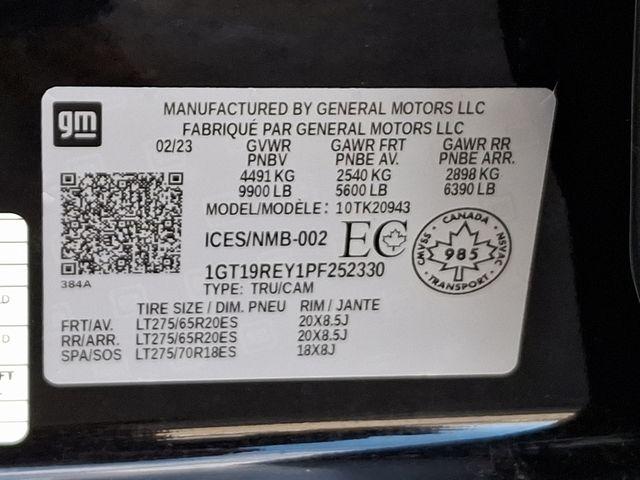 gm
MANUFACTURED BY GENERAL MOTORS LLC
FABRIQUÉ PAR GENERAL MOTORS LLC
02/23 GVWR GAWR FRT GAWR RR
PNBV PNBE AV. PNBE ARR.
4491 KG 2540 KG 2898 KG
9900 LB 5600 LB 6390 LB
MODEL/MODÈLE: 10TK20943
ICES/NMB-002 EC
CANADA
CMVSS 985 NSVAC
TRANSPORT
1GT19REY1PF252330
384A
TYPE: TRU/CAM
TIRE SIZE / DIM. PNEU RIM / JANTE
FRT/AV. LT275/65R20ES 20X8.5J
RR/ARR. LT275/65R20ES 20X8.5J
SPA/SOS LT275/70R18ES 18X8J